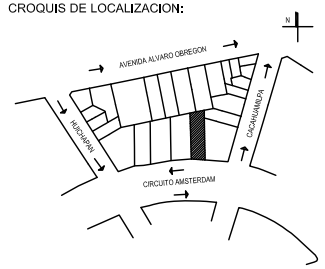 CROQUIS DE LOCALIZACION:
N
AVENIDA ALVARO OBREGON
HUICHAPAN
CACAHUAMILPA
CIRCUITO AMSTERDAM